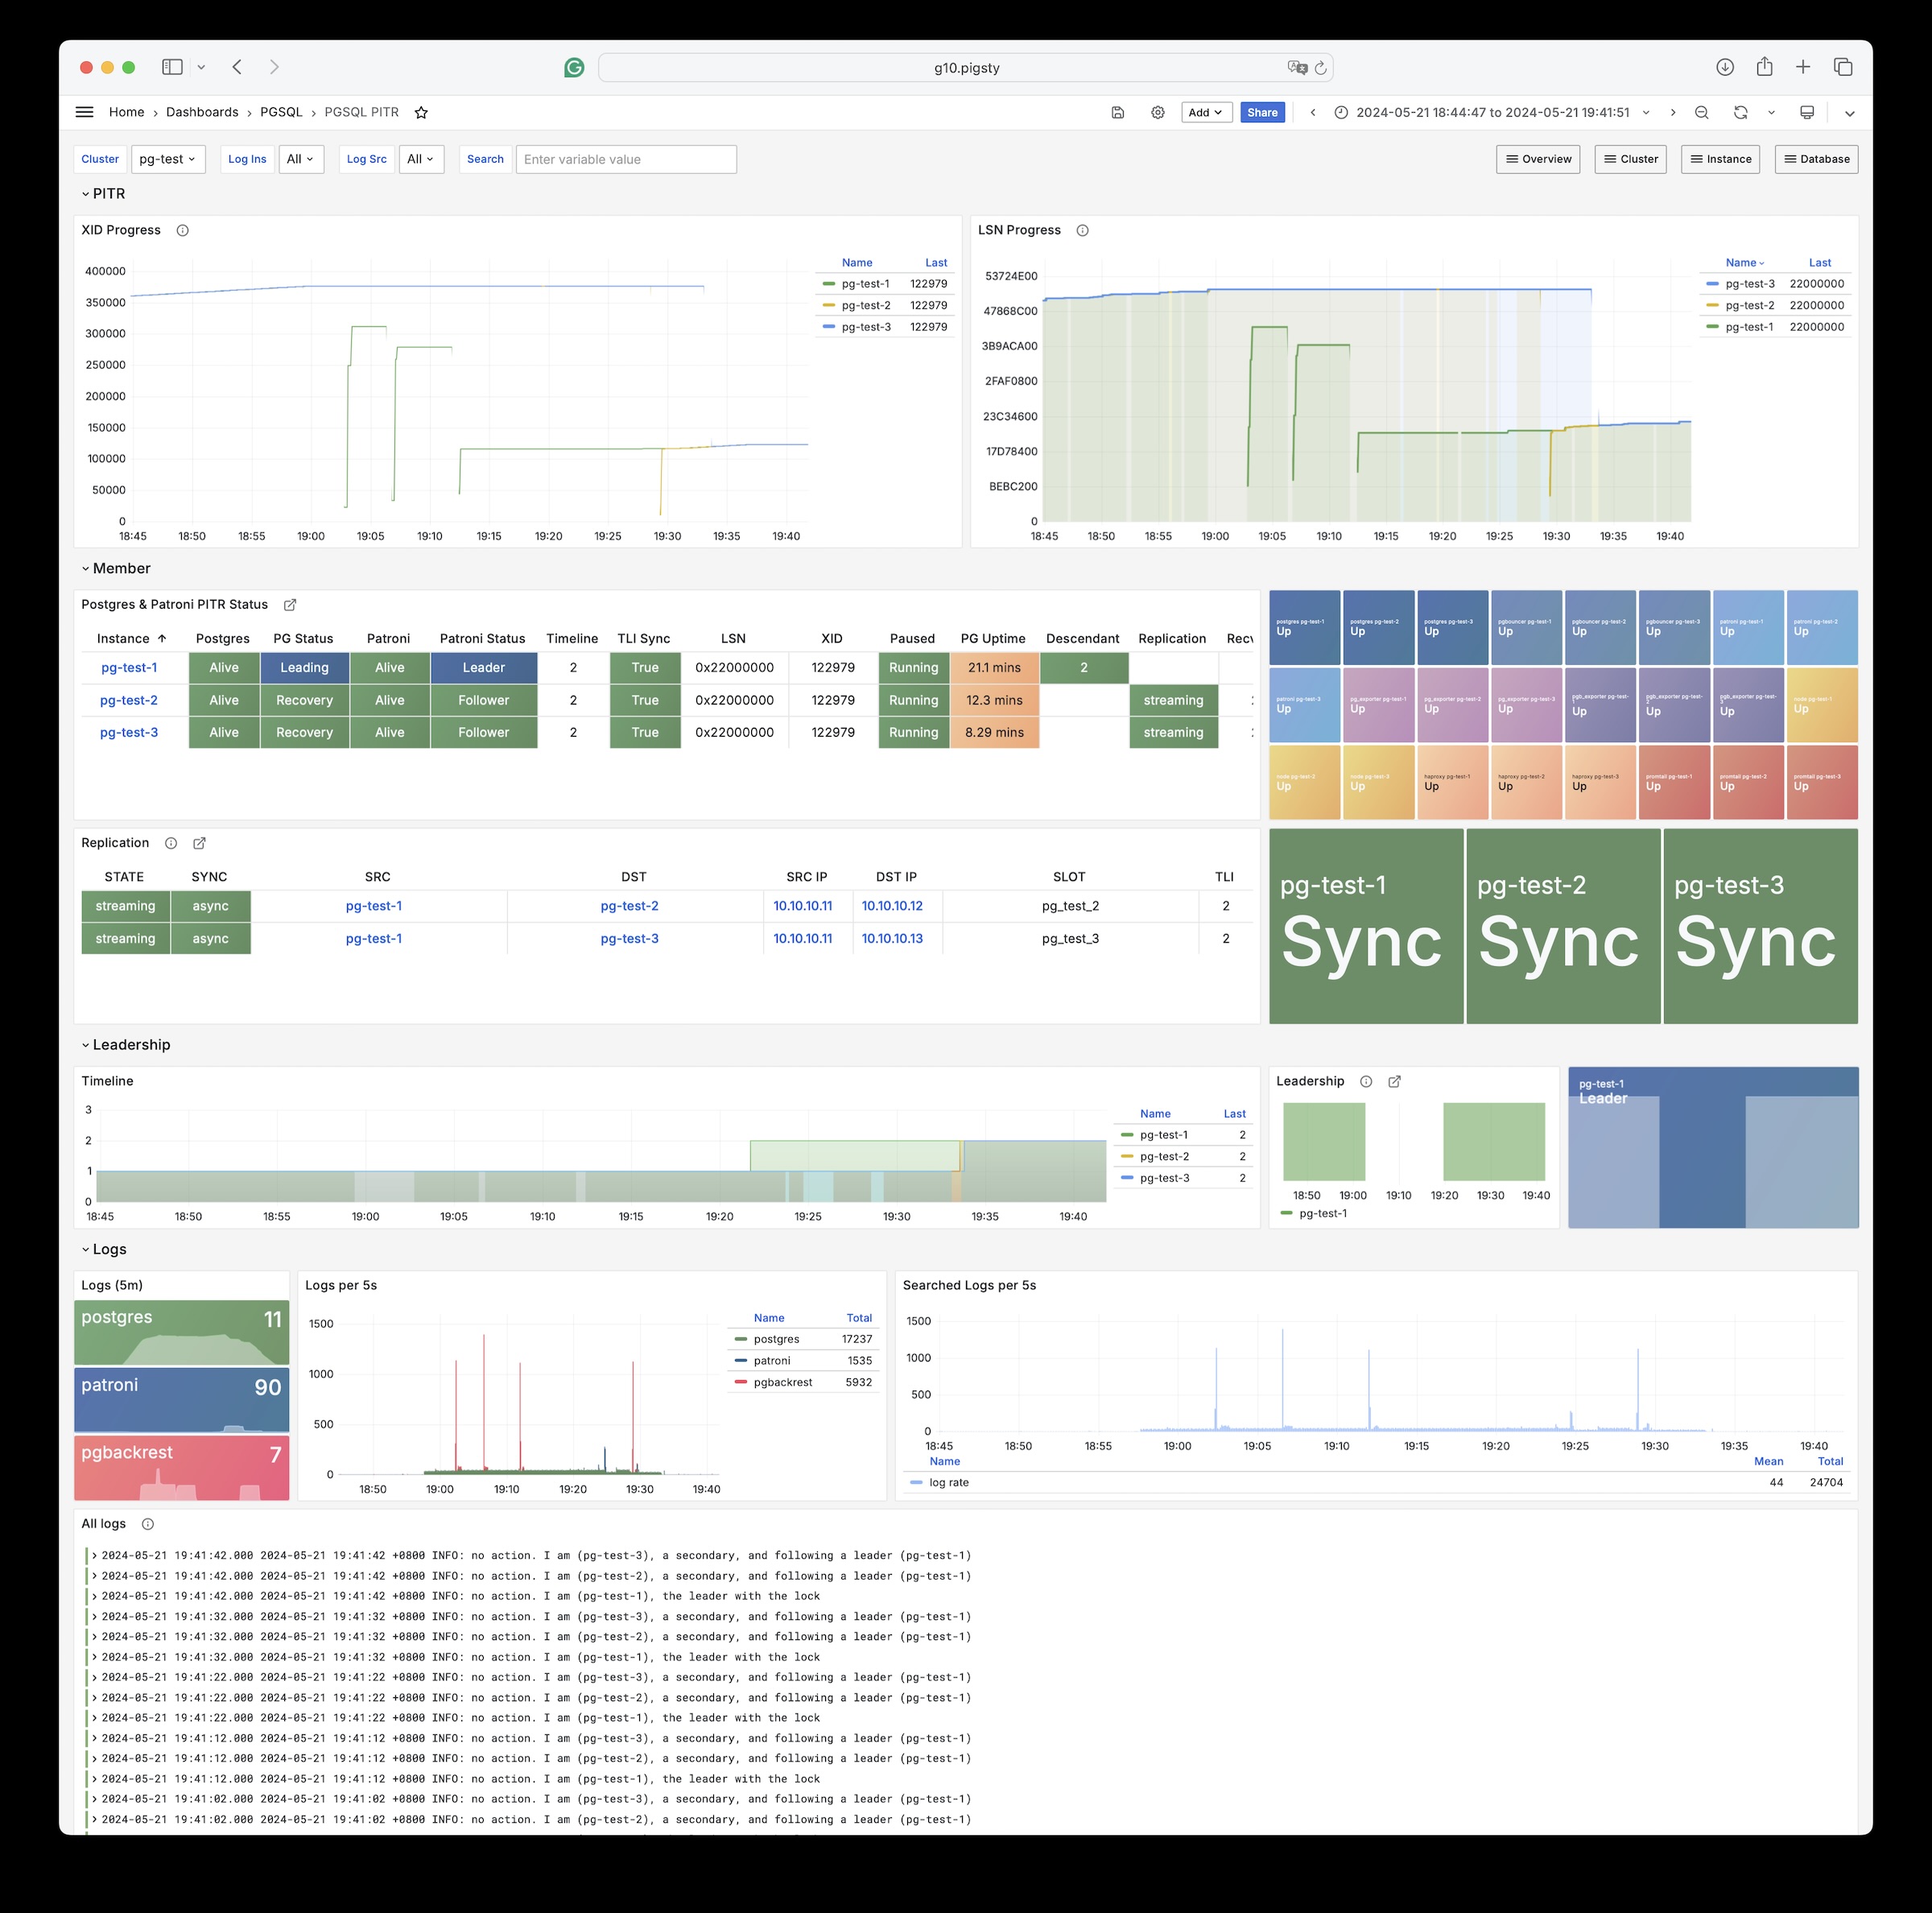 g10.pigsty
Home › Dashboards › PGSQL › PGSQL PITR
Add
Share
2024-05-21 18:44:47 to 2024-05-21 19:41:51
Cluster pg-test Log Ins All Log Src All Search Enter variable value
Overview Cluster Instance Database
PITR
XID Progress
400000
350000
300000
250000
200000
150000
100000
50000
0
18:45 18:50 18:55 19:00 19:05 19:10 19:15 19:20 19:25 19:30 19:35 19:40
Name Last
pg-test-1 122979
pg-test-2 122979
pg-test-3 122979
LSN Progress
53724E00
47868C00
3B9ACA00
2FAF0800
23C34600
17D78400
BEBC200
0
18:45 18:50 18:55 19:00 19:05 19:10 19:15 19:20 19:25 19:30 19:35 19:40
Name Last
pg-test-3 22000000
pg-test-2 22000000
pg-test-1 22000000
Member
Postgres & Patroni PITR Status
Instance Postgres PG Status Patroni Patroni Status Timeline TLI Sync LSN XID Paused PG Uptime Descendant Replication Recv
pg-test-1 Alive Leading Alive Leader 2 True 0x22000000 122979 Running 21.1 mins 2
pg-test-2 Alive Recovery Alive Follower 2 True 0x22000000 122979 Running 12.3 mins streaming
pg-test-3 Alive Recovery Alive Follower 2 True 0x22000000 122979 Running 8.29 mins streaming
postgres pg-test-1 postgres pg-test-2 postgres pg-test-3 pgbouncer pg-test-1 pgbouncer pg-test-2 pgbouncer pg-test-3 patroni pg-test-1 patroni pg-test-2
Up Up Up Up Up Up Up Up
patroni pg-test-3 pg_exporter pg-test-1 pg_exporter pg-test-2 pg_exporter pg-test-3 pgb_exporter pg-test-1 pgb_exporter pg-test-2 pgb_exporter pg-test-3 node pg-test-1
Up Up Up Up Up Up Up Up
node pg-test-2 node pg-test-3 haproxy pg-test-1 haproxy pg-test-2 haproxy pg-test-3 promtail pg-test-1 promtail pg-test-2 promtail pg-test-3
Up Up Up Up Up Up Up Up
Replication
STATE SYNC SRC DST SRC IP DST IP SLOT TLI
streaming async pg-test-1 pg-test-2 10.10.10.11 10.10.10.12 pg_test_2 2
streaming async pg-test-1 pg-test-3 10.10.10.11 10.10.10.13 pg_test_3 2
pg-test-1 pg-test-2 pg-test-3
Sync Sync Sync
Leadership
Timeline
3
2
1
0
18:45 18:50 18:55 19:00 19:05 19:10 19:15 19:20 19:25 19:30 19:35 19:40
Name Last
pg-test-1 2
pg-test-2 2
pg-test-3 2
Leadership
18:50 19:00 19:10 19:20 19:30 19:40
pg-test-1
pg-test-1
Leader
Logs
Logs (5m)
postgres 11
patroni 90
pgbackrest 7
Logs per 5s
1500
1000
500
0
18:50 19:00 19:10 19:20 19:30 19:40
Name Total
postgres 17237
patroni 1535
pgbackrest 5932
Searched Logs per 5s
1500
1000
500
0
18:45 18:50 18:55 19:00 19:05 19:10 19:15 19:20 19:25 19:30 19:35 19:40
Name Mean Total
log rate 44 24704
All logs
2024-05-21 19:41:42.000 2024-05-21 19:41:42 +0800 INFO: no action. I am (pg-test-3), a secondary, and following a leader (pg-test-1)
2024-05-21 19:41:42.000 2024-05-21 19:41:42 +0800 INFO: no action. I am (pg-test-2), a secondary, and following a leader (pg-test-1)
2024-05-21 19:41:42.000 2024-05-21 19:41:42 +0800 INFO: no action. I am (pg-test-1), the leader with the lock
2024-05-21 19:41:32.000 2024-05-21 19:41:32 +0800 INFO: no action. I am (pg-test-3), a secondary, and following a leader (pg-test-1)
2024-05-21 19:41:32.000 2024-05-21 19:41:32 +0800 INFO: no action. I am (pg-test-2), a secondary, and following a leader (pg-test-1)
2024-05-21 19:41:32.000 2024-05-21 19:41:32 +0800 INFO: no action. I am (pg-test-1), the leader with the lock
2024-05-21 19:41:22.000 2024-05-21 19:41:22 +0800 INFO: no action. I am (pg-test-3), a secondary, and following a leader (pg-test-1)
2024-05-21 19:41:22.000 2024-05-21 19:41:22 +0800 INFO: no action. I am (pg-test-2), a secondary, and following a leader (pg-test-1)
2024-05-21 19:41:22.000 2024-05-21 19:41:22 +0800 INFO: no action. I am (pg-test-1), the leader with the lock
2024-05-21 19:41:12.000 2024-05-21 19:41:12 +0800 INFO: no action. I am (pg-test-3), a secondary, and following a leader (pg-test-1)
2024-05-21 19:41:12.000 2024-05-21 19:41:12 +0800 INFO: no action. I am (pg-test-2), a secondary, and following a leader (pg-test-1)
2024-05-21 19:41:12.000 2024-05-21 19:41:12 +0800 INFO: no action. I am (pg-test-1), the leader with the lock
2024-05-21 19:41:02.000 2024-05-21 19:41:02 +0800 INFO: no action. I am (pg-test-3), a secondary, and following a leader (pg-test-1)
2024-05-21 19:41:02.000 2024-05-21 19:41:02 +0800 INFO: no action. I am (pg-test-2), a secondary, and following a leader (pg-test-1)